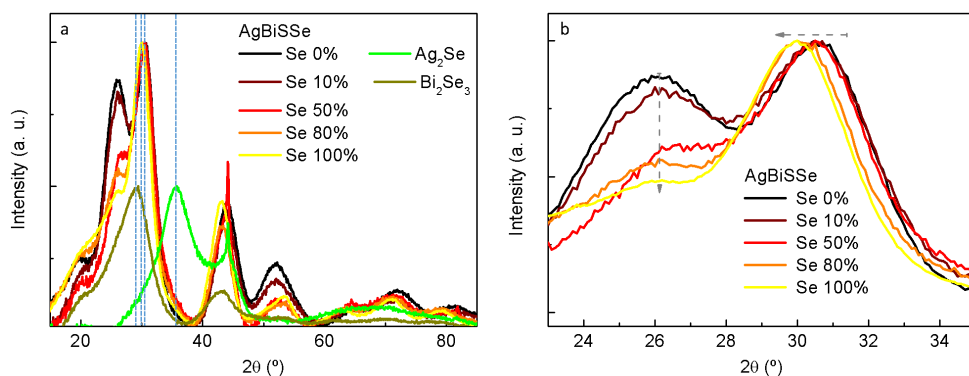 a
AgBiSSe
Se 0%
Se 10%
Se 50%
Se 80%
Se 100%
Ag₂Se
Bi₂Se₃
Intensity (a. u.)
20 40 60 80
2θ (º)
b
AgBiSSe
Se 0%
Se 10%
Se 50%
Se 80%
Se 100%
Intensity (a. u.)
24 26 28 30 32 34
2θ (º)